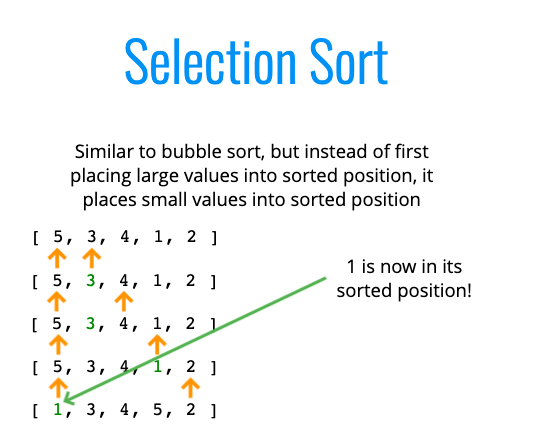 Selection Sort
Similar to bubble sort, but instead of first
placing large values into sorted position, it
places small values into sorted position
[ 5, 3, 4, 1, 2 ]
[ 5, 3, 4, 1, 2 ]
1 is now in its
sorted position!
[ 5, 3, 4, 1, 2 ]
[ 5, 3, 4, 1, 2 ]
[ 1, 3, 4, 5, 2 ]